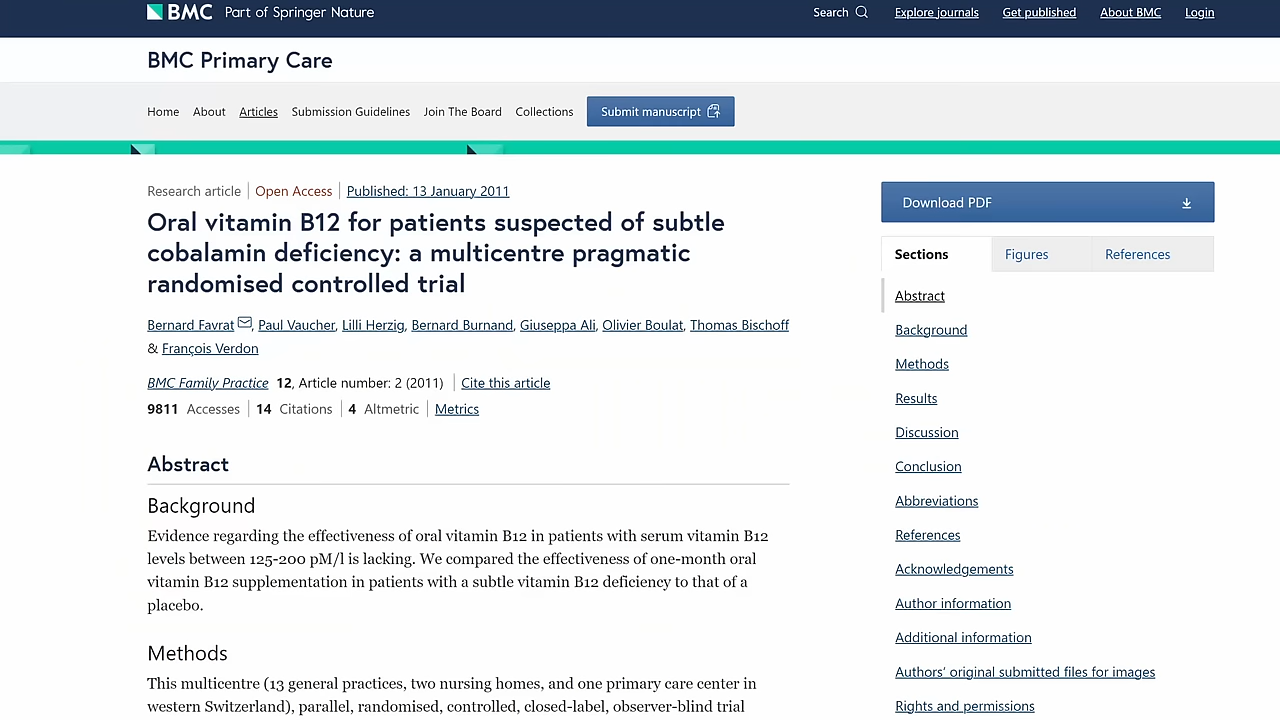 BMC Part of Springer Nature
Search Explore journals Get published About BMC Login
BMC Primary Care
Home About Articles Submission Guidelines Join The Board Collections Submit manuscript
Research article Open Access Published: 13 January 2011
Oral vitamin B12 for patients suspected of subtle
cobalamin deficiency: a multicentre pragmatic
randomised controlled trial
Bernard Favrat, Paul Vaucher, Lilli Herzig, Bernard Burnand, Giuseppa Ali, Olivier Boulat, Thomas Bischoff
& François Verdon
BMC Family Practice 12, Article number: 2 (2011) Cite this article
9811 Accesses 14 Citations 4 Altmetric Metrics
Abstract
Background
Evidence regarding the effectiveness of oral vitamin B12 in patients with serum vitamin B12
levels between 125-200 pM/l is lacking. We compared the effectiveness of one-month oral
vitamin B12 supplementation in patients with a subtle vitamin B12 deficiency to that of a
placebo.
Methods
This multicentre (13 general practices, two nursing homes, and one primary care center in
western Switzerland), parallel, randomised, controlled, closed-label, observer-blind trial
Download PDF
Sections Figures References
Abstract
Background
Methods
Results
Discussion
Conclusion
Abbreviations
References
Acknowledgements
Author information
Additional information
Authors’ original submitted files for images
Rights and permissions